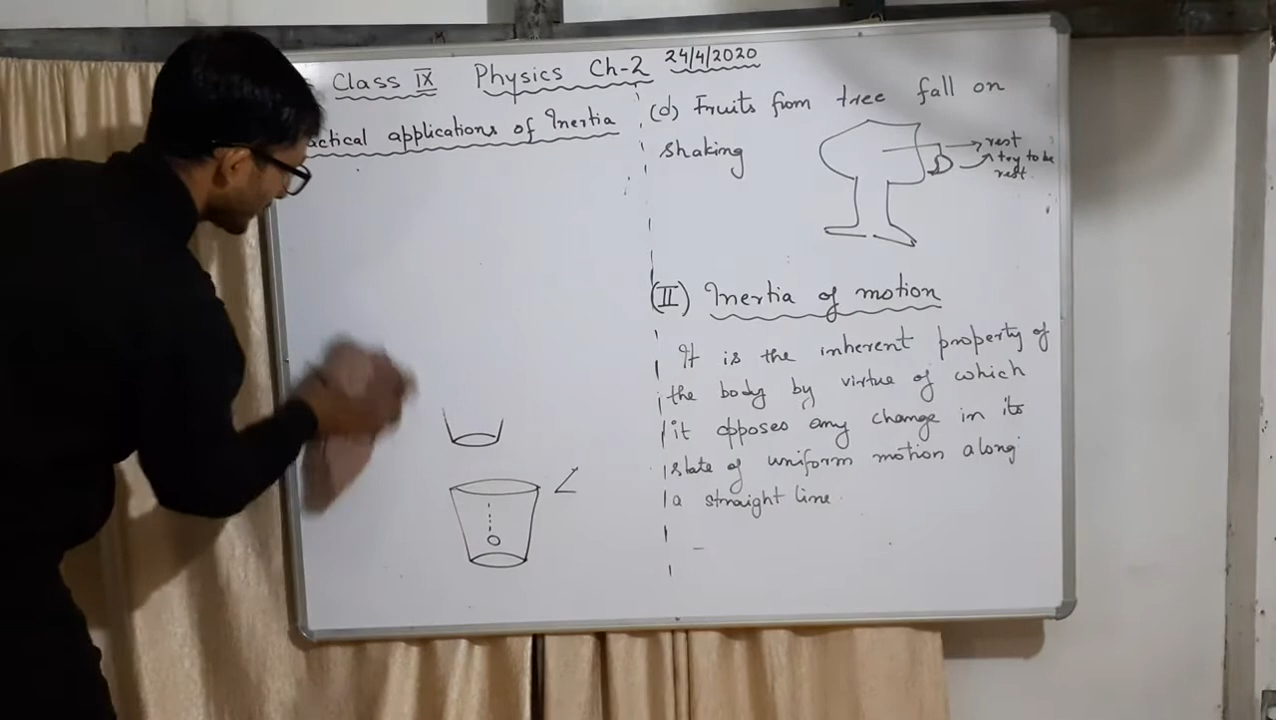 Class IX Physics Ch-2 24/4/2020
actical applications of Inertia
(d) Fruits from tree fall on
shaking
rest
try to be
rest.
(II) Inertia of motion
It is the inherent property of
the body by virtue of which
it opposes any change in its
state of uniform motion along
a straight line.